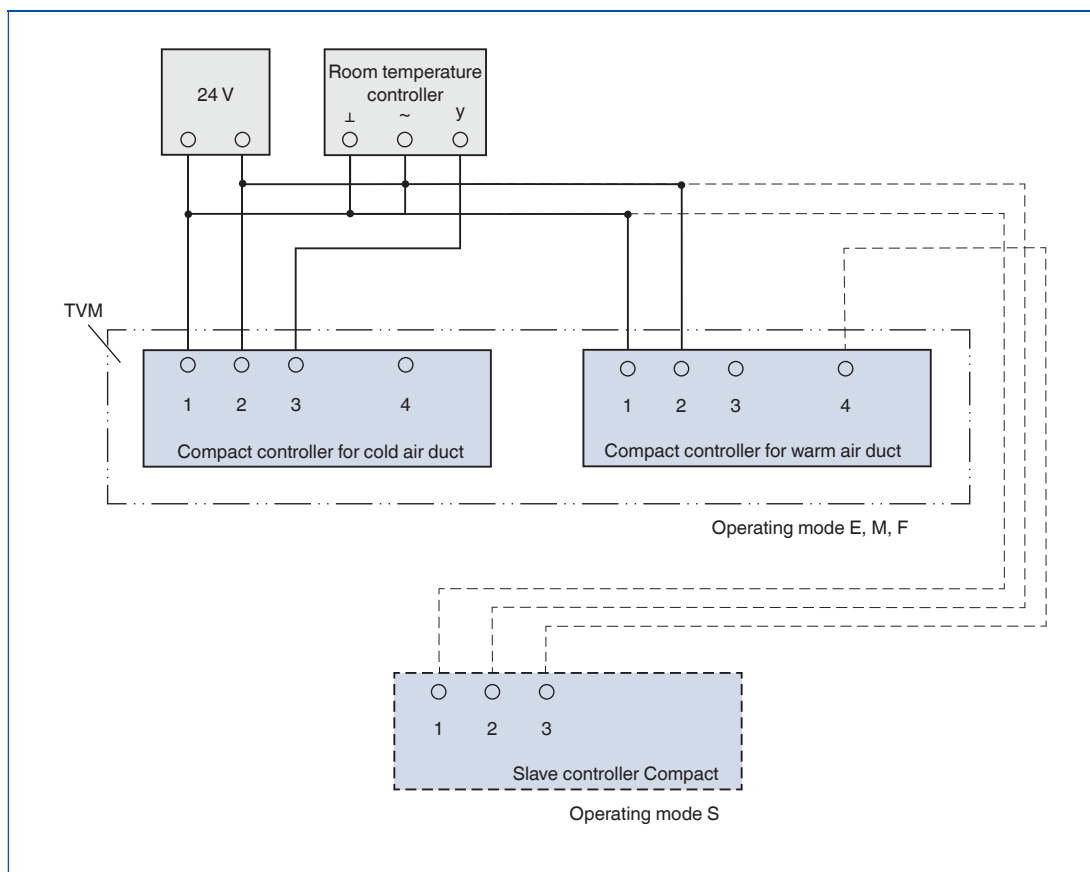 24 V
Room temperature
controller
⊥ ~ y
TVM
1 2 3 4
Compact controller for cold air duct
1 2 3 4
Compact controller for warm air duct
Operating mode E, M, F
1 2 3
Slave controller Compact
Operating mode S